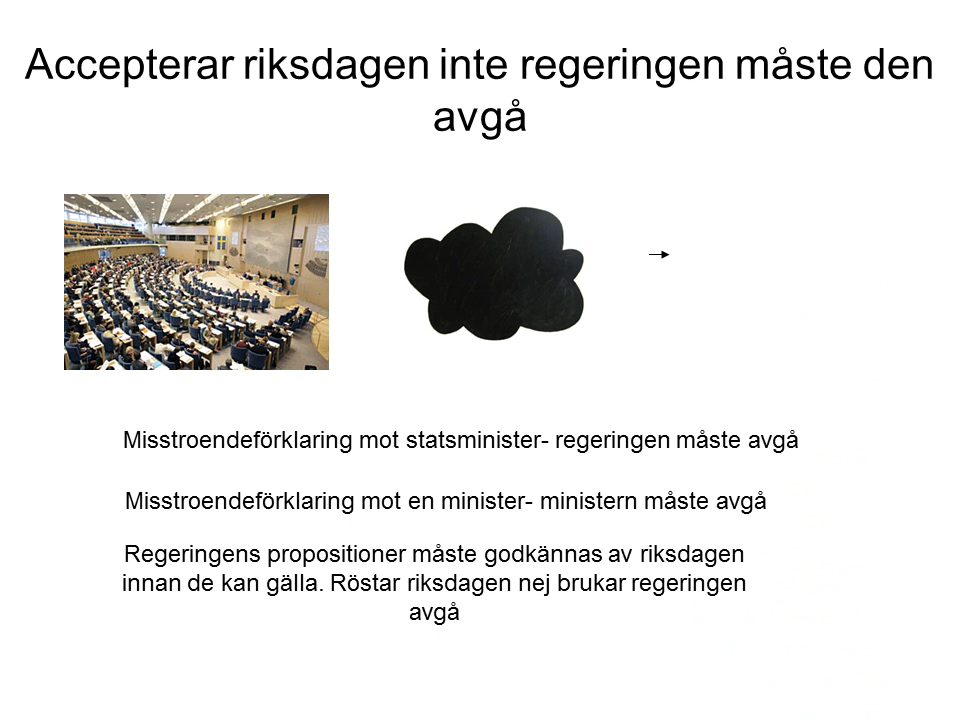 Accepterar riksdagen inte regeringen måste den
avgå
Misstroendeförklaring mot statsminister- regeringen måste avgå
Misstroendeförklaring mot en minister- ministern måste avgå
Regeringens propositioner måste godkännas av riksdagen
innan de kan gälla. Röstar riksdagen nej brukar regeringen
avgå